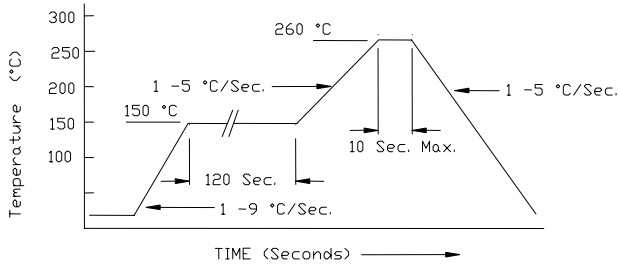 300
260 °C
250
200
1 -5 °C/Sec.
1 -5 °C/Sec.
150 °C
150
10 Sec. Max.
100
120 Sec.
1 -9 °C/Sec.
Temperature (°C)
TIME (Seconds)